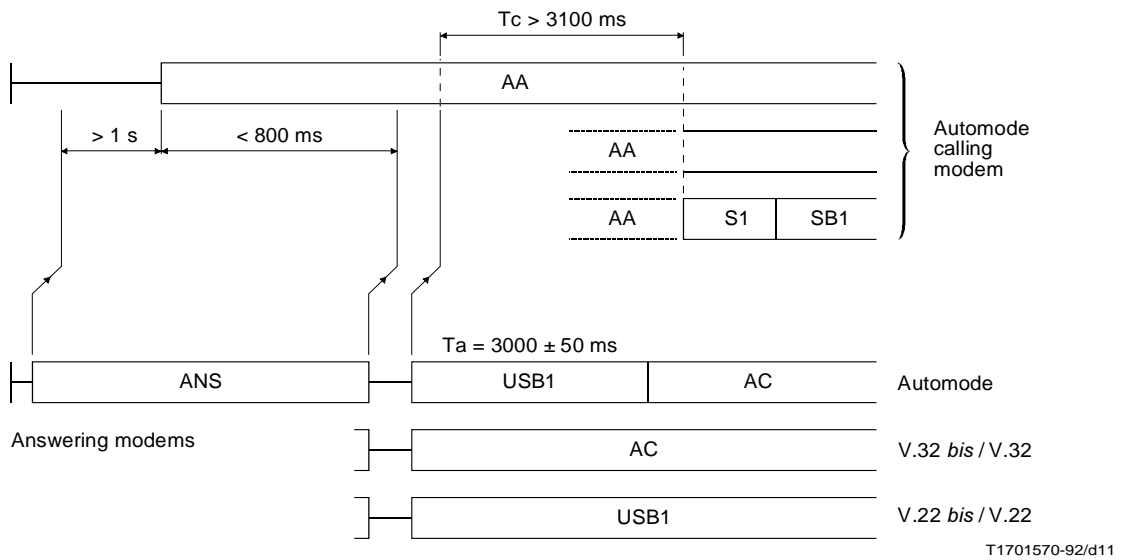 Tc > 3100 ms
AA
> 1 s
< 800 ms
AA
Automode
calling
modem
AA
S1
SB1
Ta = 3000 ± 50 ms
ANS
USB1
AC
Automode
Answering modems
AC
V.32 bis / V.32
USB1
V.22 bis / V.22
T1701570-92/d11